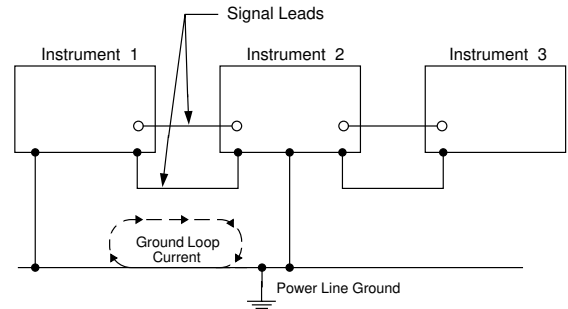 Signal Leads
Instrument 1
Instrument 2
Instrument 3
Ground Loop
Current
Power Line Ground